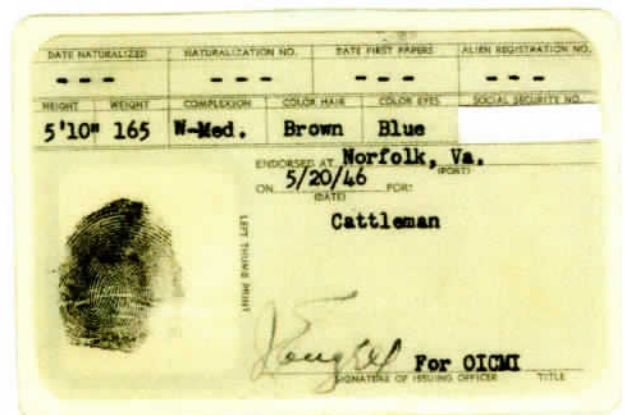 DATE NATURALIZED NATURALIZATION NO. DATE FIRST PAPERS ALIEN REGISTRATION NO.
--- --- --- ---
HEIGHT WEIGHT COMPLEXION COLOR HAIR COLOR EYES SOCIAL SECURITY NO.
5'10" 165 W-Med. Brown Blue
ENDORSED AT Norfolk, Va.
(PORT)
ON 5/20/46 FOR:
(DATE)
Cattleman
LEFT THUMB PRINT
For OICMI
SIGNATURE OF ISSUING OFFICER TITLE